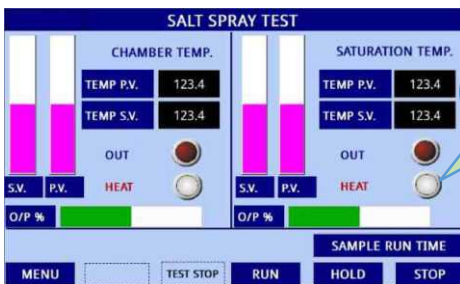 SALT SPRAY TEST
CHAMBER TEMP.
TEMP P.V. 123.4
TEMP S.V. 123.4
OUT
S.V. P.V. HEAT
O/P %
SATURATION TEMP.
TEMP P.V. 123.4
TEMP S.V. 123.4
OUT
S.V. P.V. HEAT
O/P %
SAMPLE RUN TIME
MENU TEST STOP RUN HOLD STOP